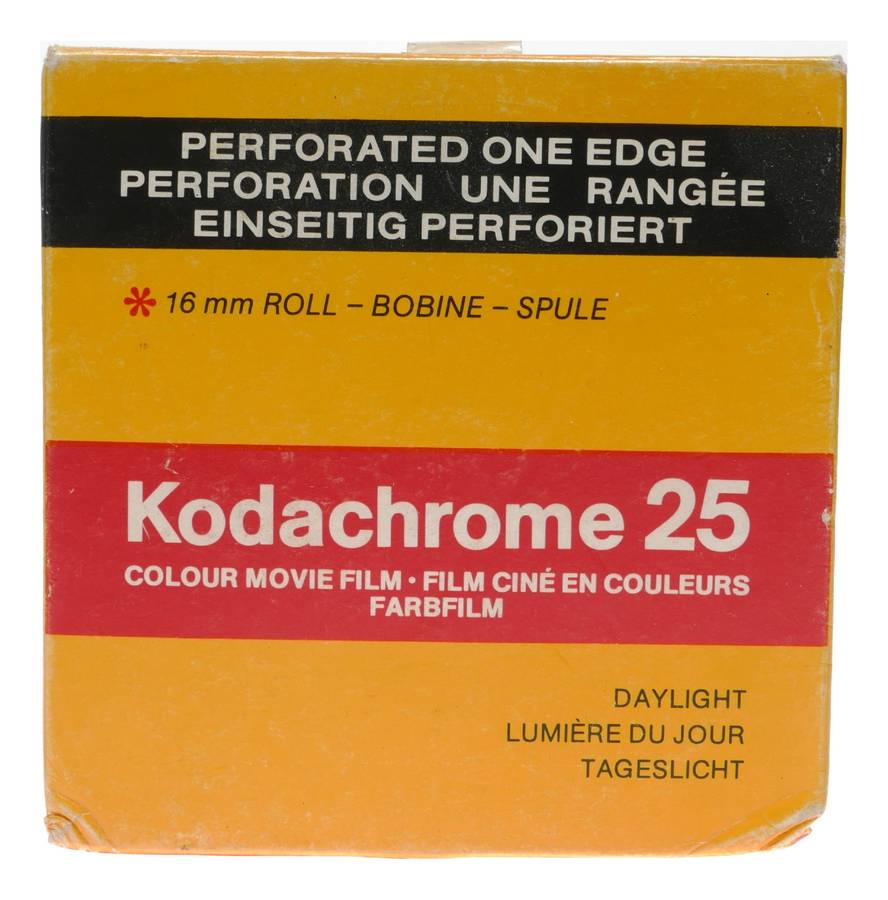 PERFORATED ONE EDGE
PERFORATION UNE RANGÉE
EINSEITIG PERFORIERT
* 16 mm ROLL – BOBINE – SPULE
Kodachrome 25
COLOUR MOVIE FILM · FILM CINÉ EN COULEURS
FARBFILM
DAYLIGHT
LUMIÈRE DU JOUR
TAGESLICHT